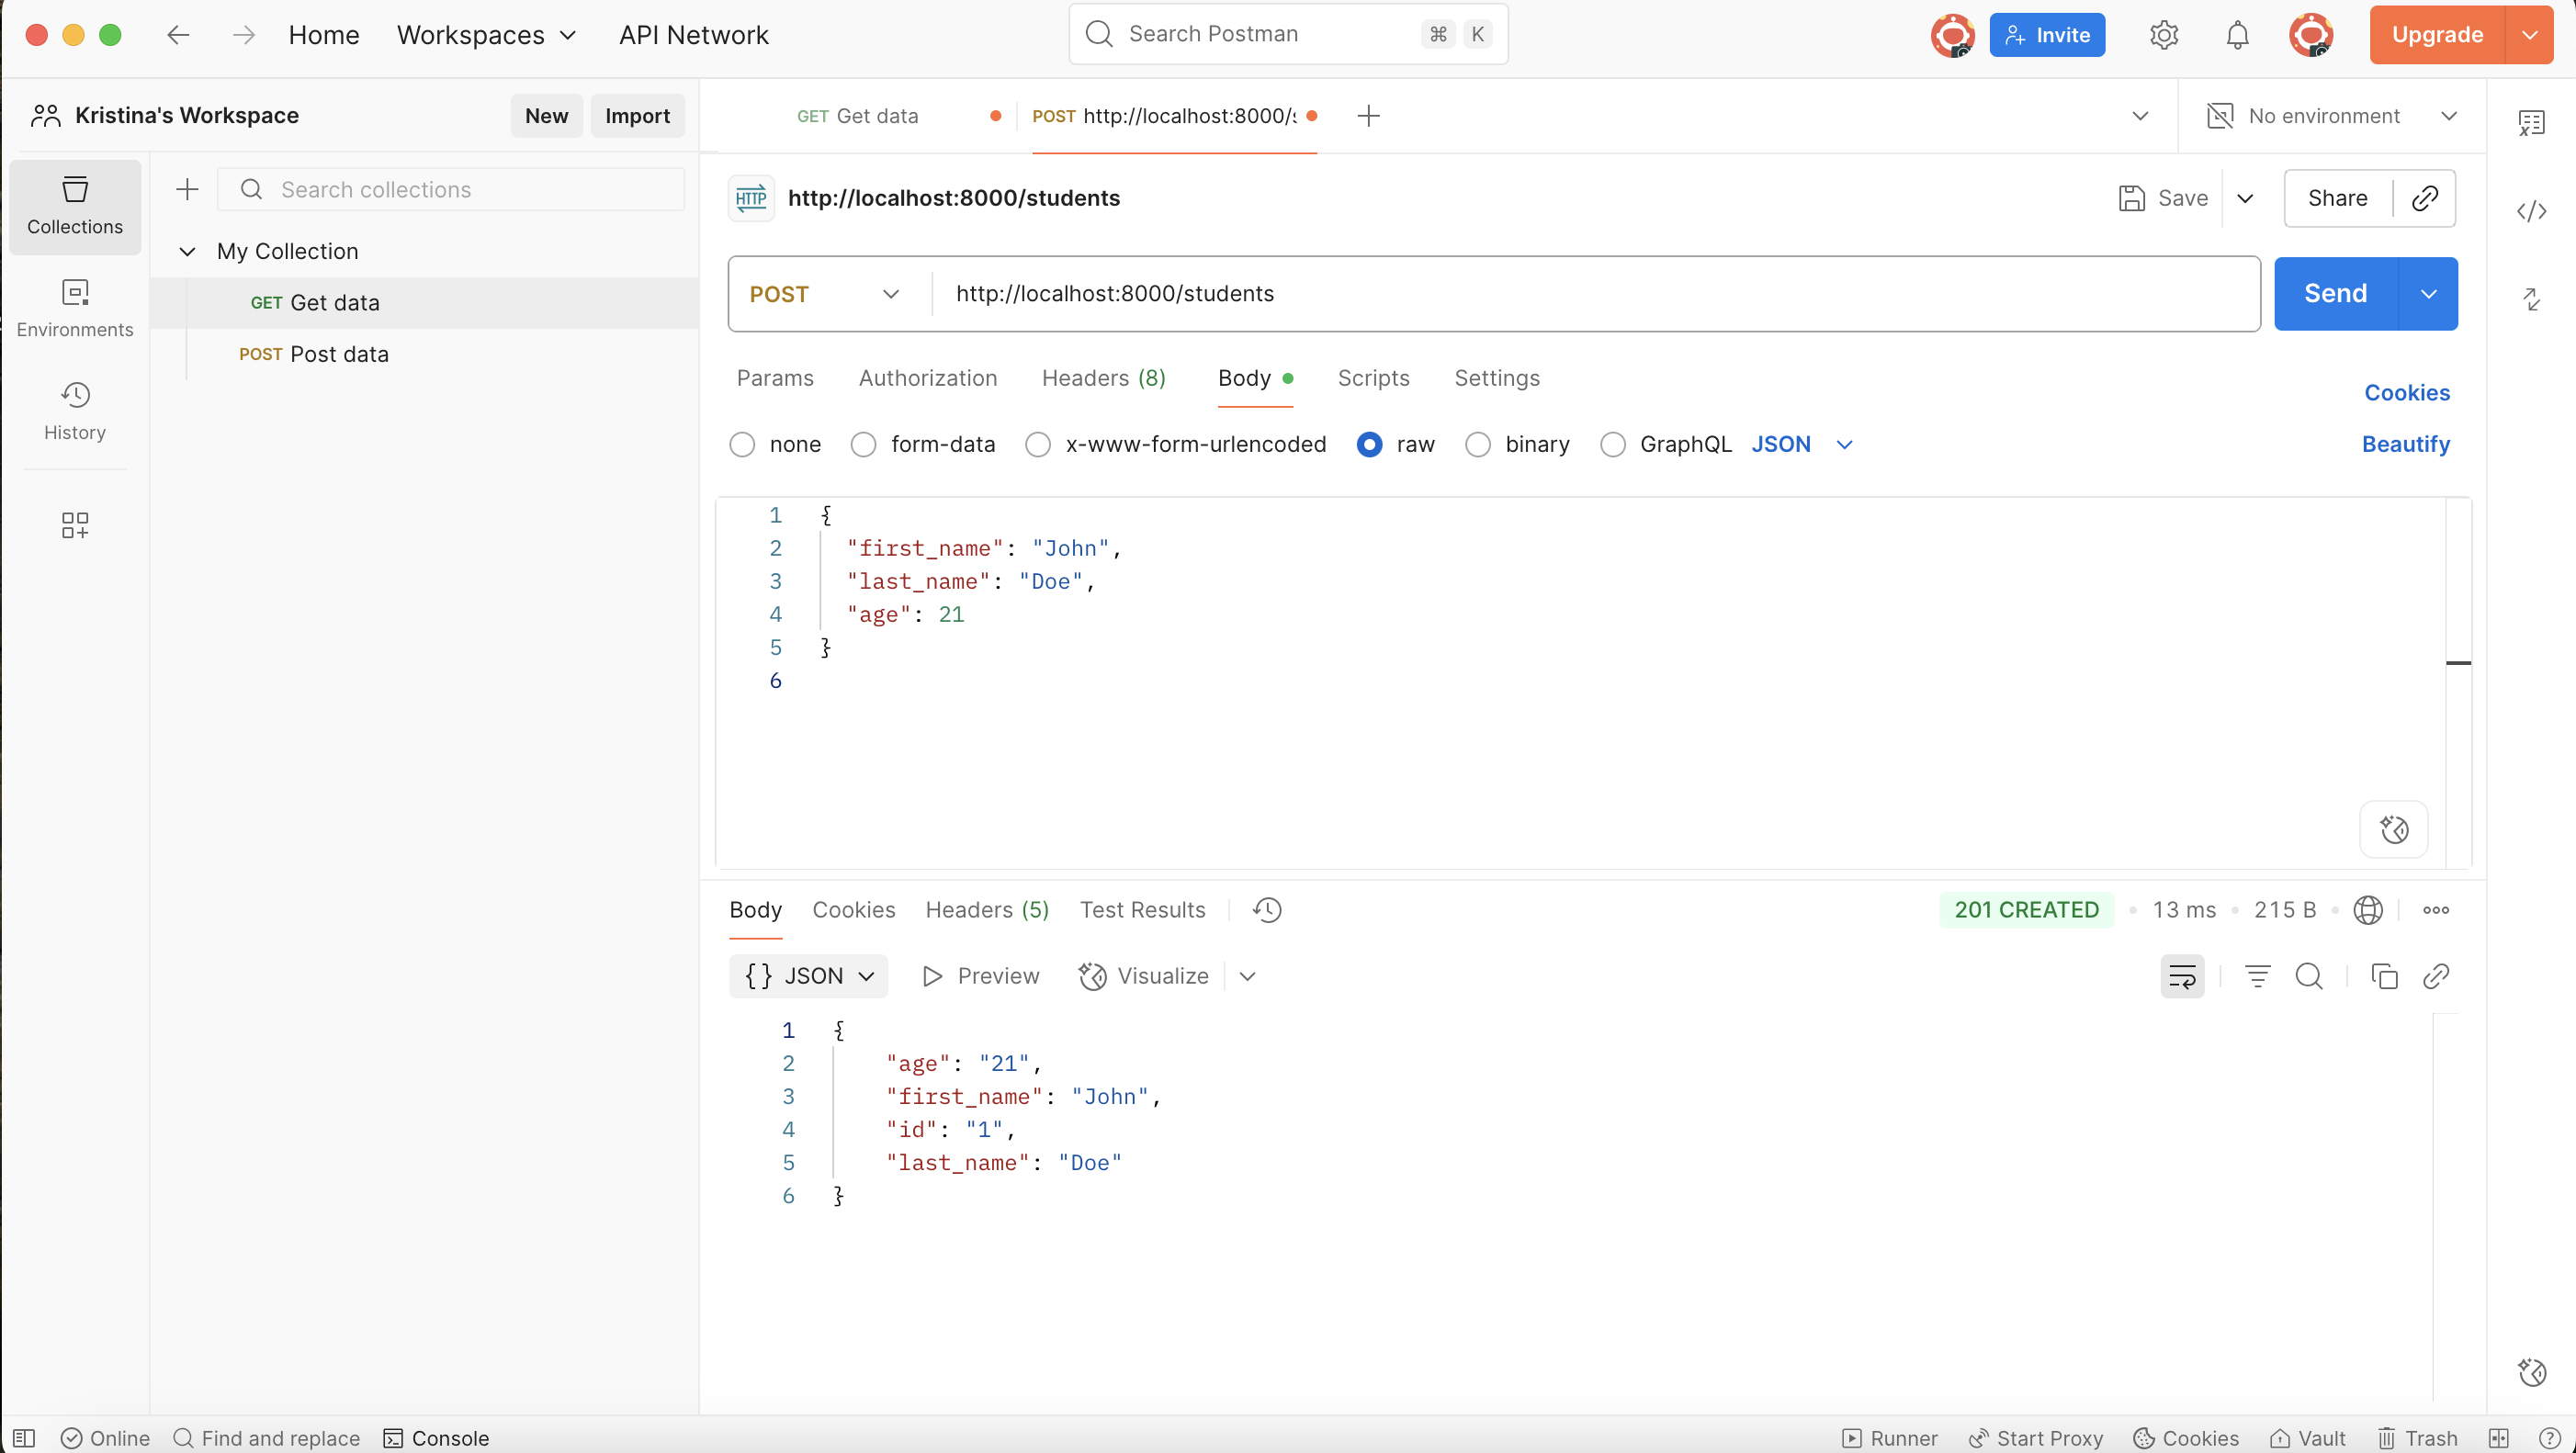 Home Workspaces API Network Search Postman ⌘ K Invite Upgrade
Kristina's Workspace New Import GET Get data POST http://localhost:8000/s No environment
Collections
Search collections
http://localhost:8000/students Save Share
My Collection
Environments
GET Get data
POST http://localhost:8000/students Send
POST Post data
History
Params Authorization Headers (8) Body Scripts Settings Cookies
none form-data x-www-form-urlencoded raw binary GraphQL JSON Beautify
1 {
2 "first_name": "John",
3 "last_name": "Doe",
4 "age": 21
5 }
6
Body Cookies Headers (5) Test Results 201 CREATED 13 ms 215 B
{} JSON Preview Visualize
1 {
2 "age": "21",
3 "first_name": "John",
4 "id": "1",
5 "last_name": "Doe"
6 }
Online Find and replace Console Runner Start Proxy Cookies Vault Trash